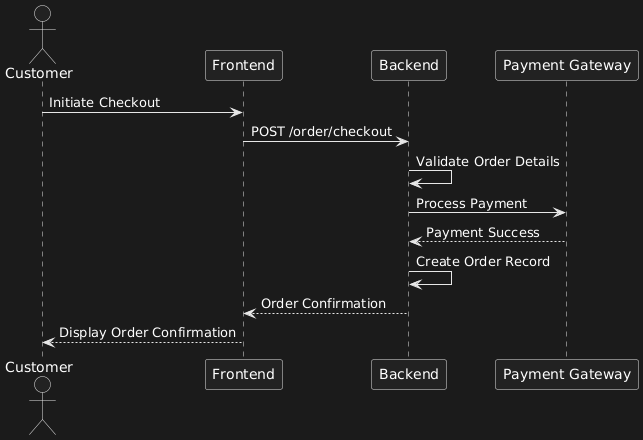 Customer
Frontend
Backend
Payment Gateway
Initiate Checkout
POST /order/checkout
Validate Order Details
Process Payment
Payment Success
Create Order Record
Order Confirmation
Display Order Confirmation
Customer
Frontend
Backend
Payment Gateway